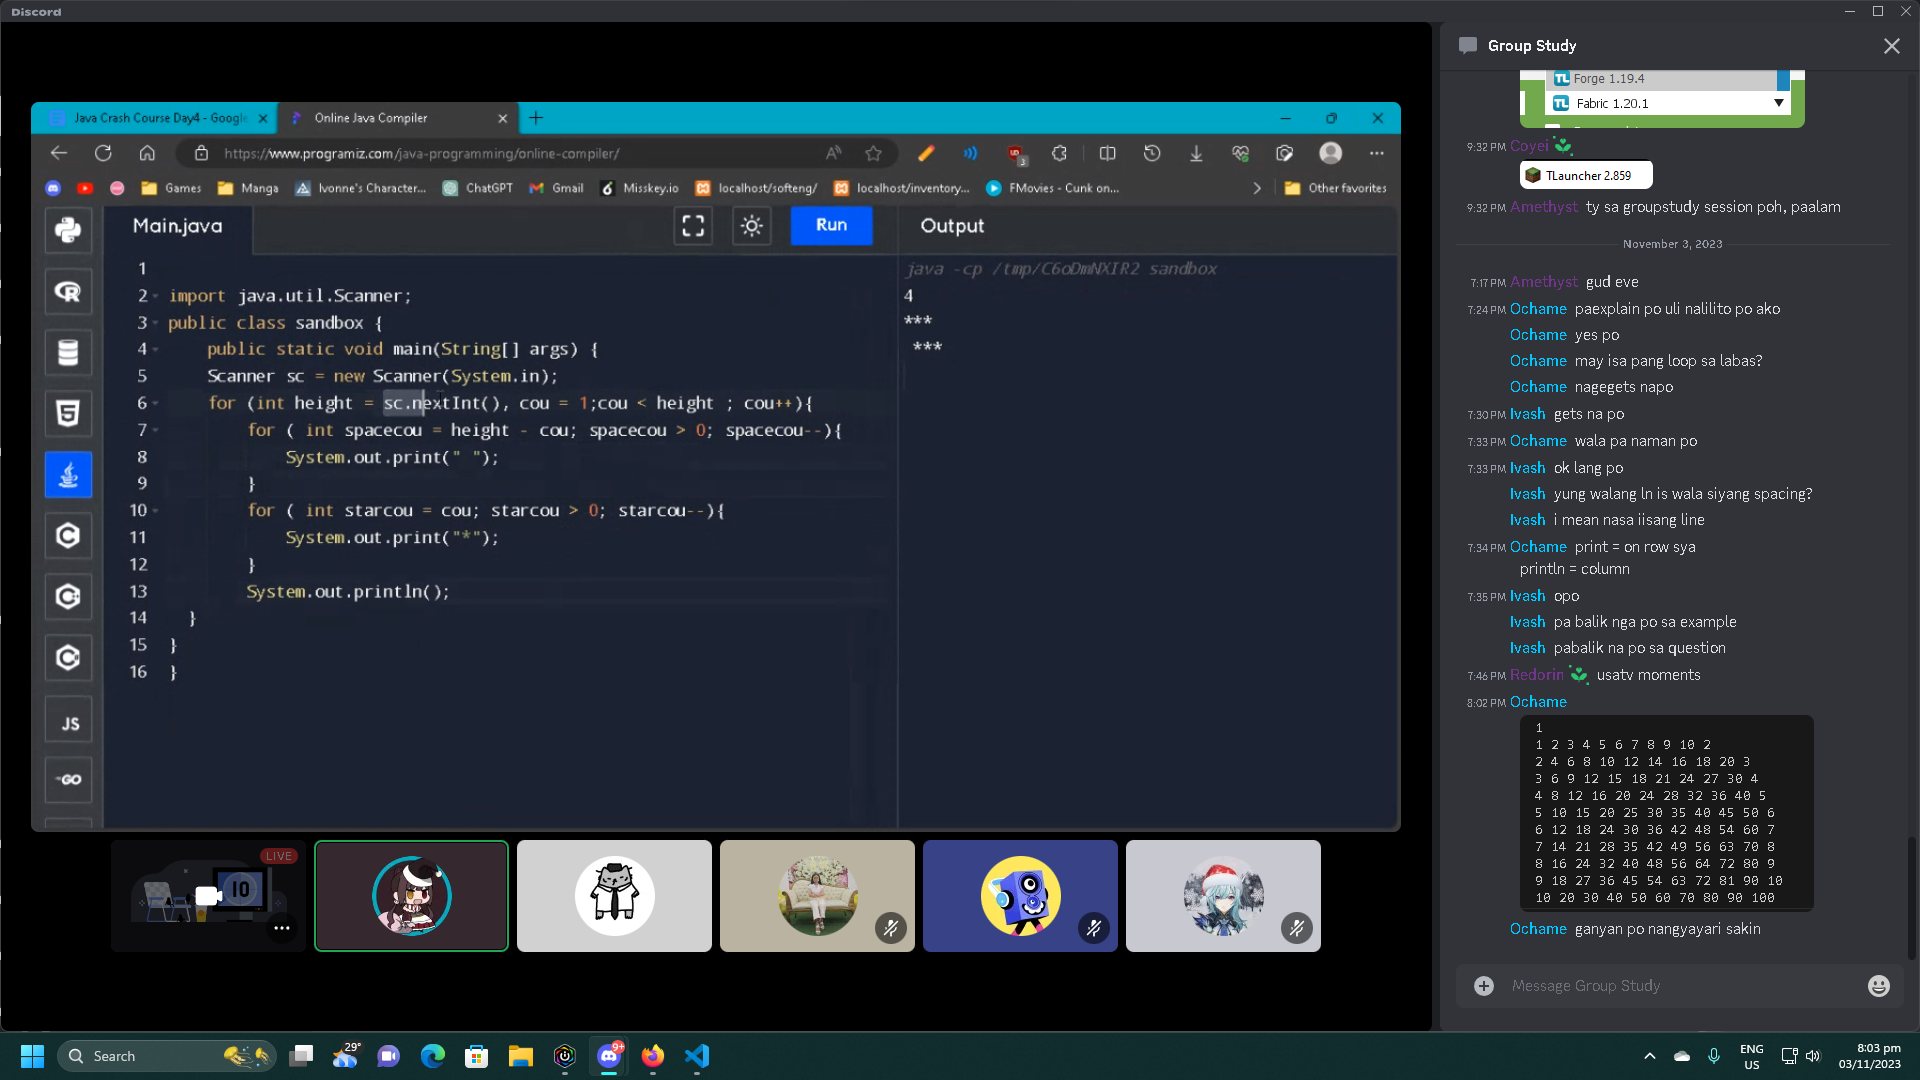 Discord
Java Crash Course Day4 - Google
Online Java Compiler
https://www.programiz.com/java-programming/online-compiler/
3
Games
Manga
Ivonne's Character...
ChatGPT
Gmail
Misskey.io
localhost/softeng/
localhost/inventory...
FMovies - Cunk on...
Other favorites
Main.java
Run
Output
1
2 import java.util.Scanner;
3 public class sandbox {
4 public static void main(String[] args) {
5 Scanner sc = new Scanner(System.in);
6 for (int height = sc.nextInt(), cou = 1;cou < height ; cou++){
7 for ( int spacecou = height - cou; spacecou > 0; spacecou--){
8 System.out.print(" ");
9 }
10 for ( int starcou = cou; starcou > 0; starcou--){
11 System.out.print("*");
12 }
13 System.out.println();
14 }
15 }
16 }
java -cp /tmp/C6oDmNXIR2 sandbox
4
***
***
JS
GO
LIVE
10
Group Study
TL Forge 1.19.4
TL Fabric 1.20.1
9:32 PM Coyei
TLauncher 2.859
9:32 PM Amethyst ty sa groupstudy session poh, paalam
November 3, 2023
7:17 PM Amethyst gud eve
7:24 PM Ochame paexplain po uli nalilito po ako
Ochame yes po
Ochame may isa pang loop sa labas?
Ochame nagegets napo
7:30 PM Ivash gets na po
7:33 PM Ochame wala pa naman po
7:33 PM Ivash ok lang po
Ivash yung walang ln is wala siyang spacing?
Ivash i mean nasa iisang line
7:34 PM Ochame print = on row sya
println = column
7:35 PM Ivash opo
Ivash pa balik nga po sa example
Ivash pabalik na po sa question
7:46 PM Redorin usatv moments
8:02 PM Ochame
1
1 2 3 4 5 6 7 8 9 10 2
2 4 6 8 10 12 14 16 18 20 3
3 6 9 12 15 18 21 24 27 30 4
4 8 12 16 20 24 28 32 36 40 5
5 10 15 20 25 30 35 40 45 50 6
6 12 18 24 30 36 42 48 54 60 7
7 14 21 28 35 42 49 56 63 70 8
8 16 24 32 40 48 56 64 72 80 9
9 18 27 36 45 54 63 72 81 90 10
10 20 30 40 50 60 70 80 90 100
Ochame ganyan po nangyayari sakin
Message Group Study
Search
29°
9+
ENG
US
8:03 pm
03/11/2023